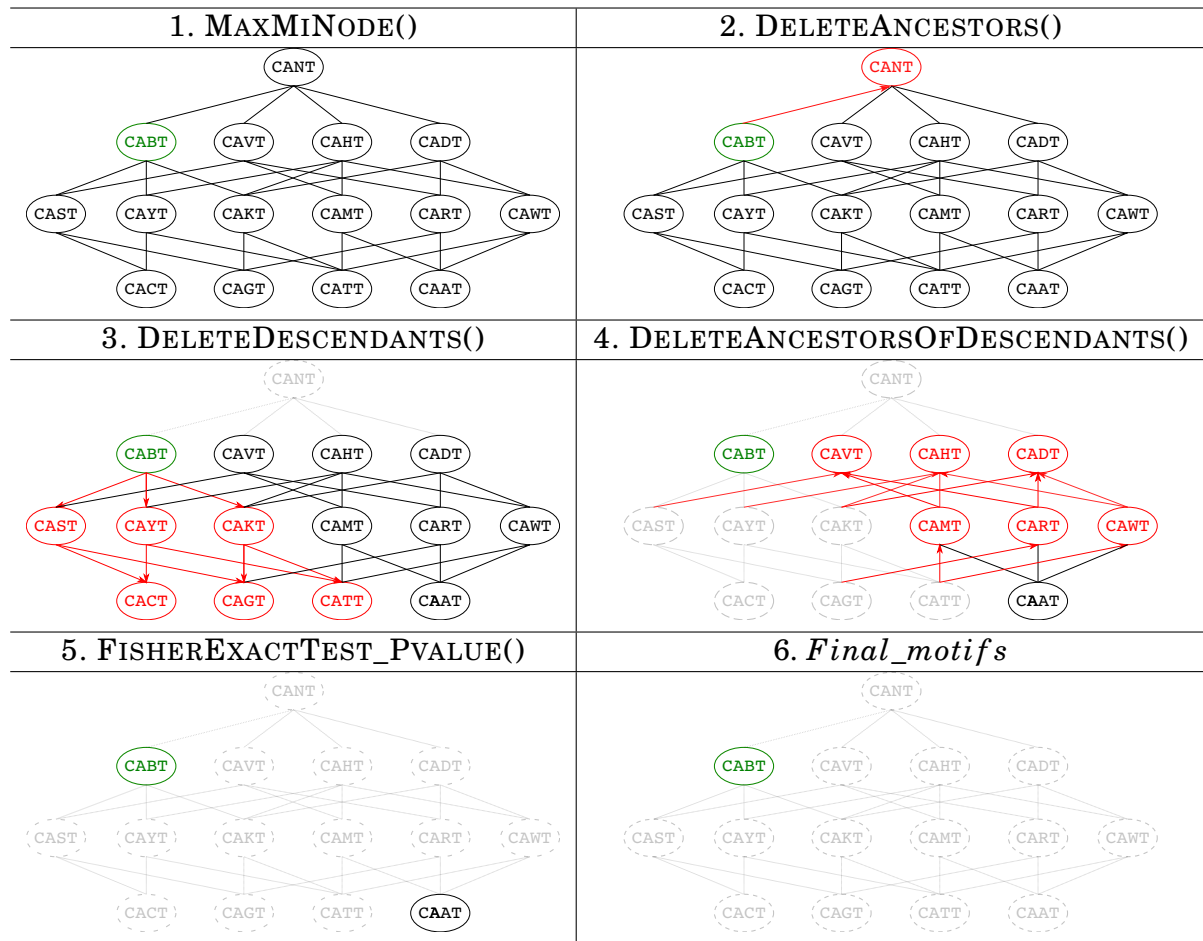 1. MAXMINODE()
2. DELETEANCESTORS()
CANT
CABT CAVT CAHT CADT
CAST CAYT CAKT CAMT CART CAWT
CACT CAGT CATT CAAT
CANT
CABT CAVT CAHT CADT
CAST CAYT CAKT CAMT CART CAWT
CACT CAGT CATT CAAT
3. DELETEDESCENDANTS()
4. DELETEANCESTORSOFDESCENDANTS()
CANT
CABT CAVT CAHT CADT
CAST CAYT CAKT CAMT CART CAWT
CACT CAGT CATT CAAT
CANT
CABT CAVT CAHT CADT
CAST CAYT CAKT CAMT CART CAWT
CACT CAGT CATT CAAT
5. FISHEREXACTTEST_PVALUE()
6. Final_motifs
CANT
CABT CAVT CAHT CADT
CAST CAYT CAKT CAMT CART CAWT
CACT CAGT CATT CAAT
CANT
CABT CAVT CAHT CADT
CAST CAYT CAKT CAMT CART CAWT
CACT CAGT CATT CAAT